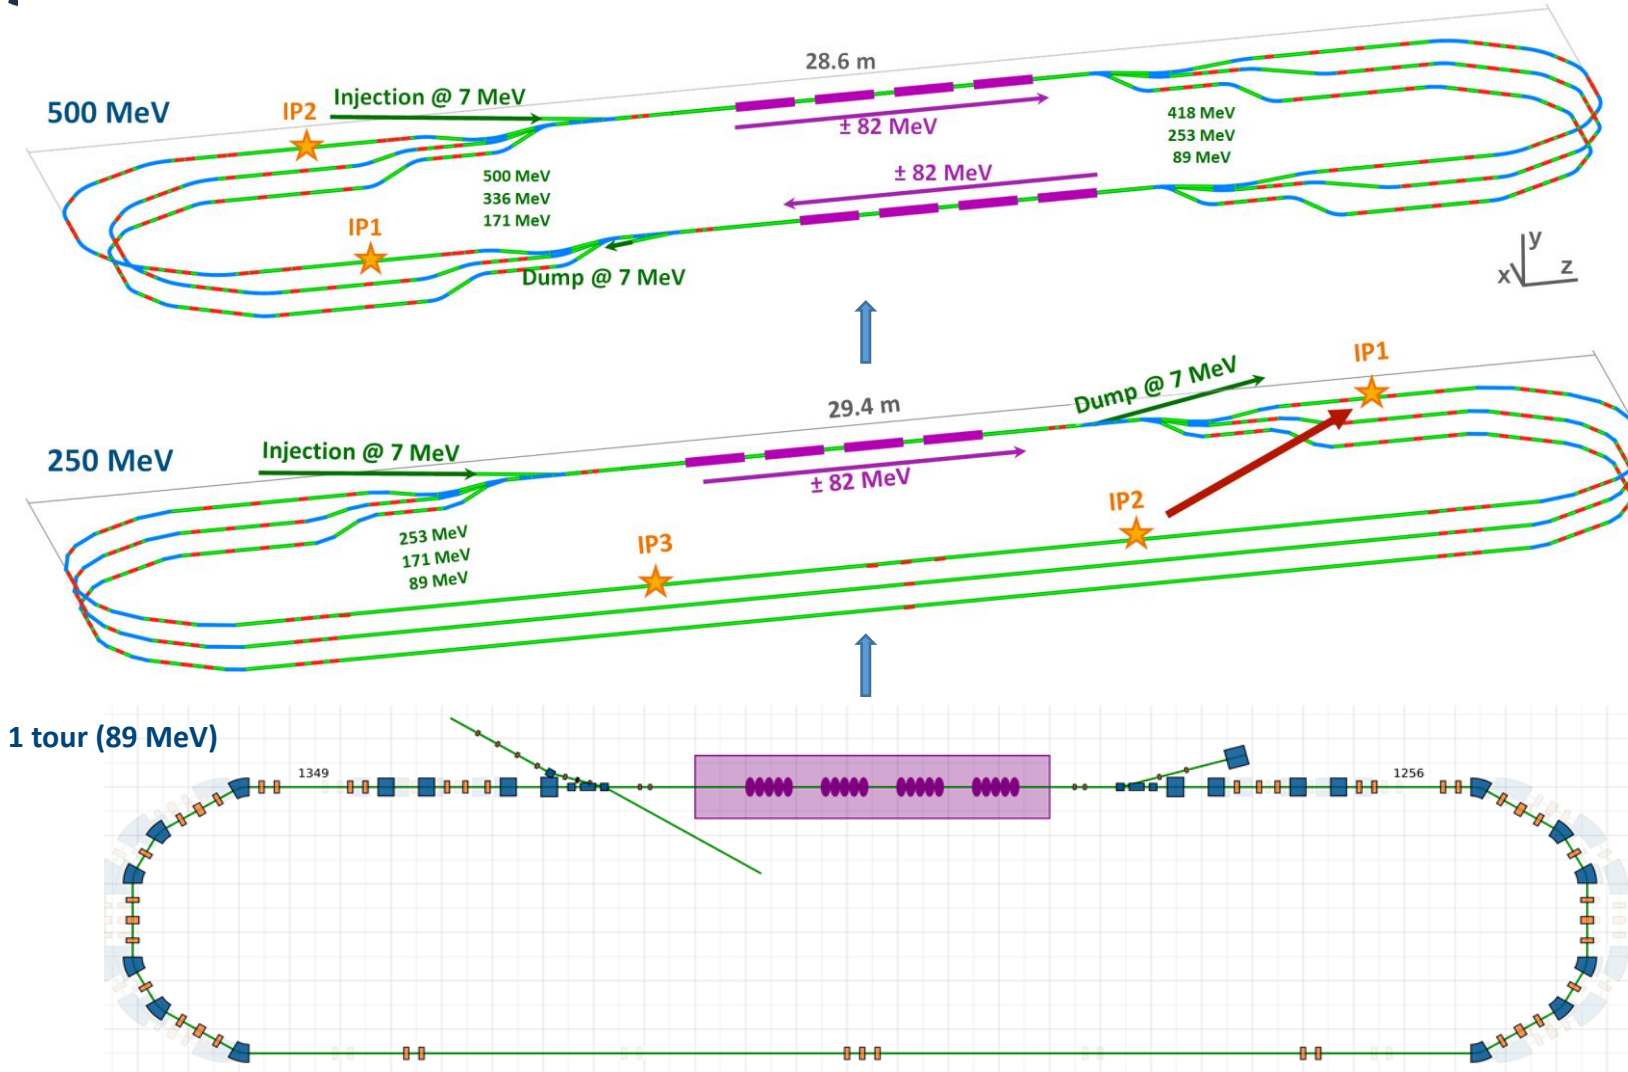 28.6 m
500 MeV
IP2
Injection @ 7 MeV
± 82 MeV
418 MeV
253 MeV
89 MeV
500 MeV
336 MeV
171 MeV
± 82 MeV
IP1
Dump @ 7 MeV
y
x
z
250 MeV
Injection @ 7 MeV
29.4 m
± 82 MeV
Dump @ 7 MeV
IP1
253 MeV
171 MeV
89 MeV
IP3
IP2
1 tour (89 MeV)
1349
1256